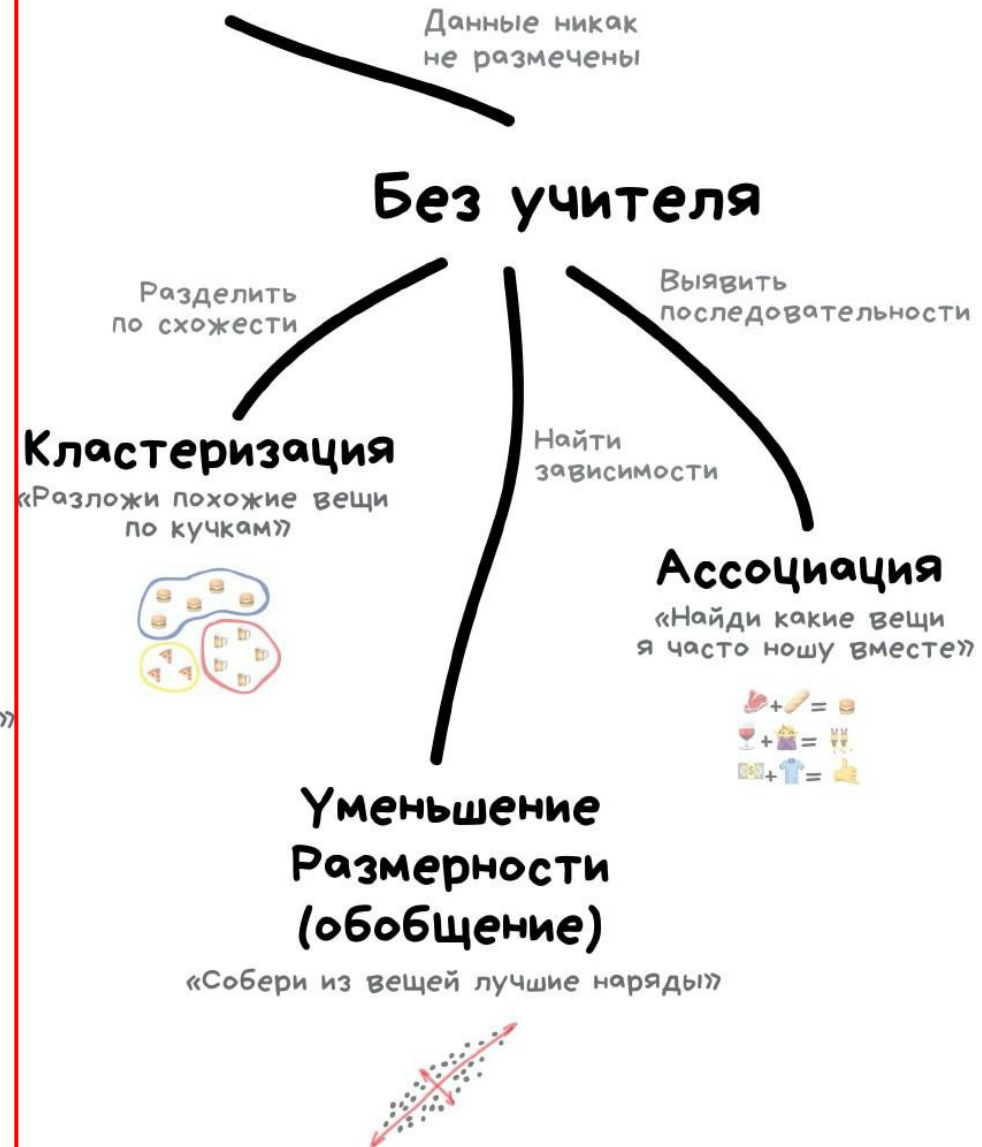 Данные никак
не размечены
Без учителя
Разделить
по схожести
Выявить
последовательности
Кластеризация
«Разложи похожие вещи
по кучкам»
Найти
зависимости
Ассоциация
«Найди какие вещи
я часто ношу вместе»
»
+ =
+ =
+ =
Уменьшение
Размерности
(обобщение)
«Собери из вещей лучшие наряды»